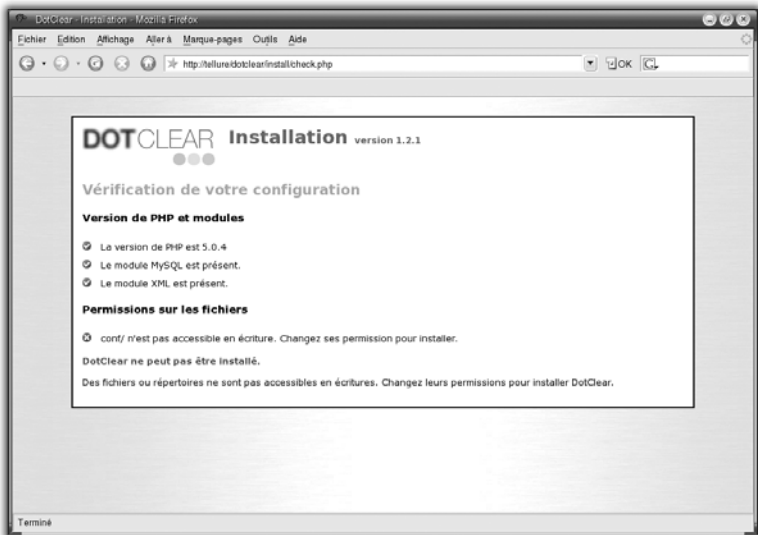 DotClear - Installation - Mozilla Firefox
Fichier Edition Affichage Aller à Marque-pages Outils Aide
http://tellure/dotclear/install/check.php OK G
DOTCLEAR Installation version 1.2.1
Vérification de votre configuration
Version de PHP et modules
La version de PHP est 5.0.4
Le module MySQL est présent.
Le module XML est présent.
Permissions sur les fichiers
conf/ n'est pas accessible en écriture. Changez ses permission pour installer.
DotClear ne peut pas être installé.
Des fichiers ou répertoires ne sont pas accessibles en écritures. Changez leurs permissions pour installer DotClear.
Terminé